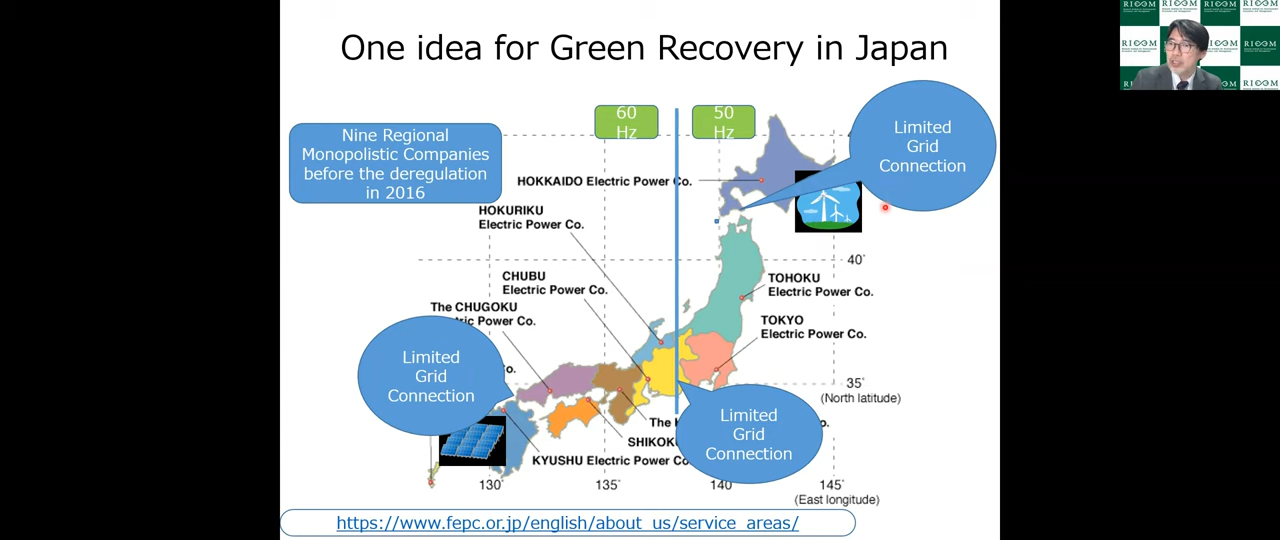 One idea for Green Recovery in Japan
RIEEM
RIEEM
Nine Regional
Monopolistic Companies
before the deregulation
in 2016
60
Hz
50
Hz
Limited
Grid
Connection
HOKKAIDO Electric Power Co.
HOKURIKU
Electric Power Co.
40°
CHUBU
Electric Power Co.
TOHOKU
Electric Power Co.
The CHUGOKU
Power Co.
TOKYO
Electric Power Co.
Limited
Grid
Connection
o.
35°
(North latitude)
Limited
Grid
Connection
The
SHIKOKU
KYUSHU Electric Power Co
130°
135°
140
145°
(East longitude)
https://www.fepc.or.jp/english/about_us/service_areas/